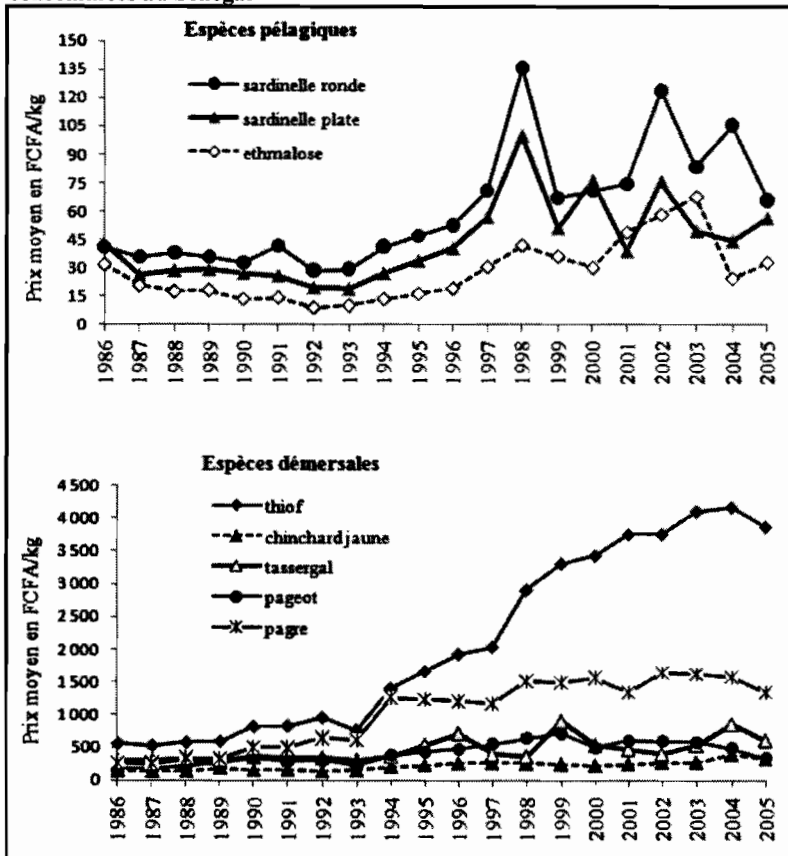 Espèces pélagiques
sardinelle ronde
sardinelle plate
ethmalose
Prix moyen en FCFA/kg
150
135
120
105
90
75
60
45
30
15
0
1986 1987 1988 1989 1990 1991 1992 1993 1994 1995 1996 1997 1998 1999 2000 2001 2002 2003 2004 2005
Espèces démersales
thiof
chinchard jaune
tassergal
pageot
pagre
Prix moyen en FCFA/kg
4 500
4 000
3 500
3 000
2 500
2 000
1 500
1 000
500
0
1986 1987 1988 1989 1990 1991 1992 1993 1994 1995 1996 1997 1998 1999 2000 2001 2002 2003 2004 2005